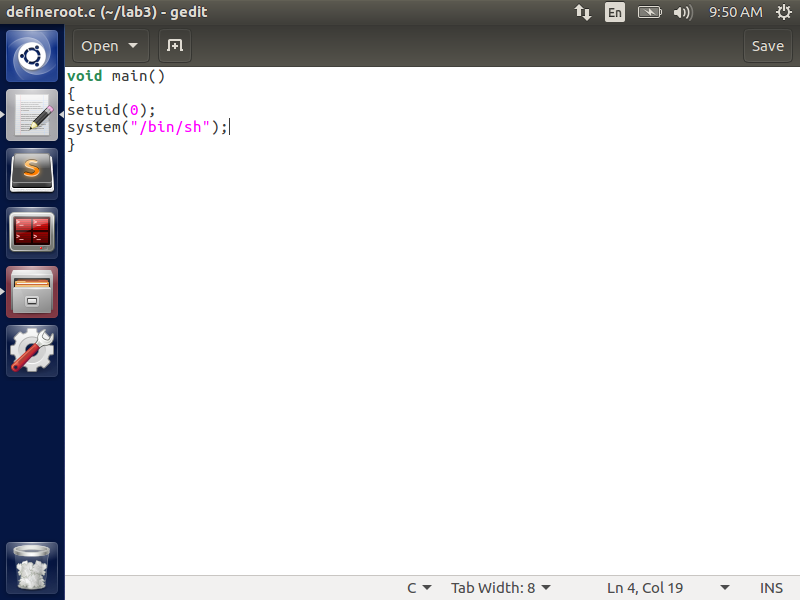 defineroot.c (~/lab3) - gedit
En
9:50 AM
Open
Save
void main()
{
setuid(0);
system("/bin/sh");
}
C
Tab Width: 8
Ln 4, Col 19
INS